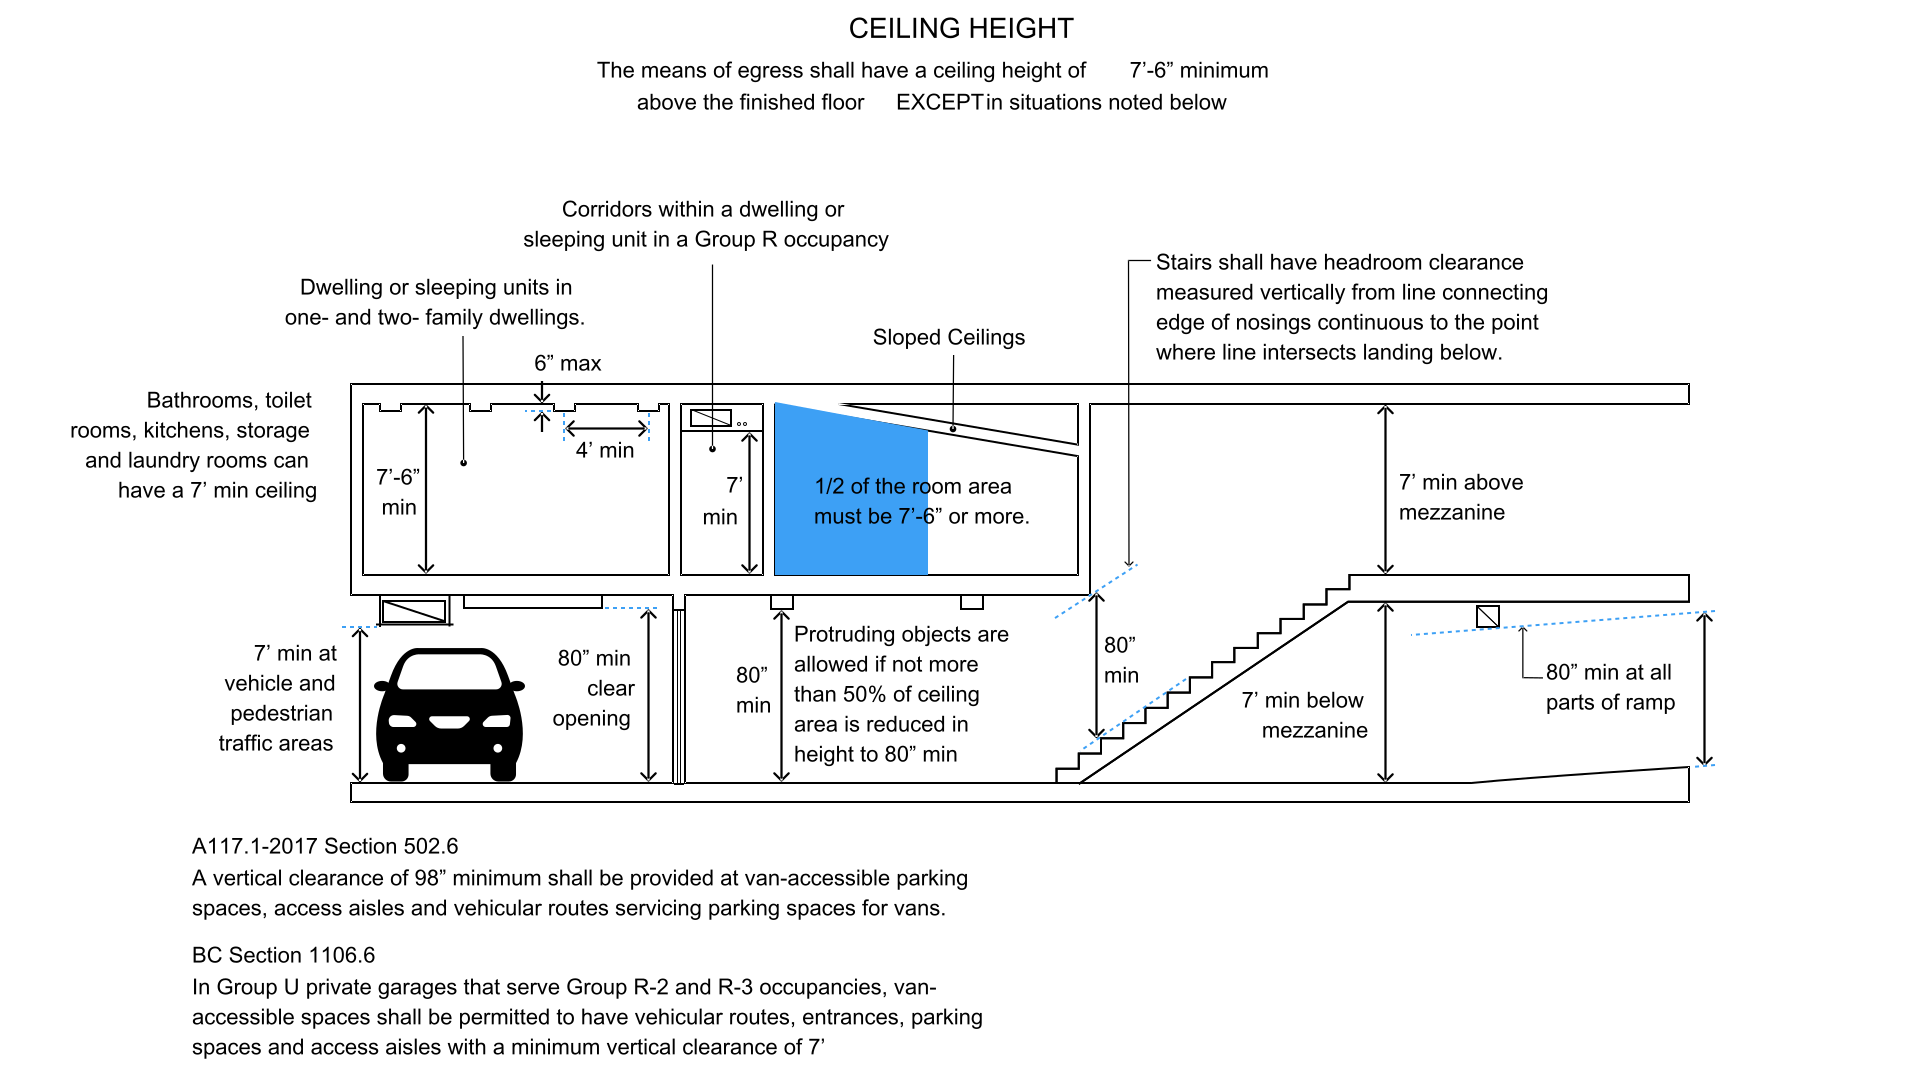 CEILING HEIGHT
The means of egress shall have a ceiling height of 7’-6” minimum
above the finished floor EXCEPT in situations noted below
Corridors within a dwelling or
sleeping unit in a Group R occupancy
Stairs shall have headroom clearance
measured vertically from line connecting
edge of nosings continuous to the point
where line intersects landing below.
Dwelling or sleeping units in
one- and two- family dwellings.
Sloped Ceilings
6” max
Bathrooms, toilet
rooms, kitchens, storage
and laundry rooms can
have a 7’ min ceiling
4’ min
7’-6”
min
7’
min
1/2 of the room area
must be 7’-6” or more.
7’ min above
mezzanine
7’ min at
vehicle and
pedestrian
traffic areas
80” min
clear
opening
80”
min
Protruding objects are
allowed if not more
than 50% of ceiling
area is reduced in
height to 80” min
80”
min
7’ min below
mezzanine
80” min at all
parts of ramp
A117.1-2017 Section 502.6
A vertical clearance of 98” minimum shall be provided at van-accessible parking
spaces, access aisles and vehicular routes servicing parking spaces for vans.
BC Section 1106.6
In Group U private garages that serve Group R-2 and R-3 occupancies, van-
accessible spaces shall be permitted to have vehicular routes, entrances, parking
spaces and access aisles with a minimum vertical clearance of 7’